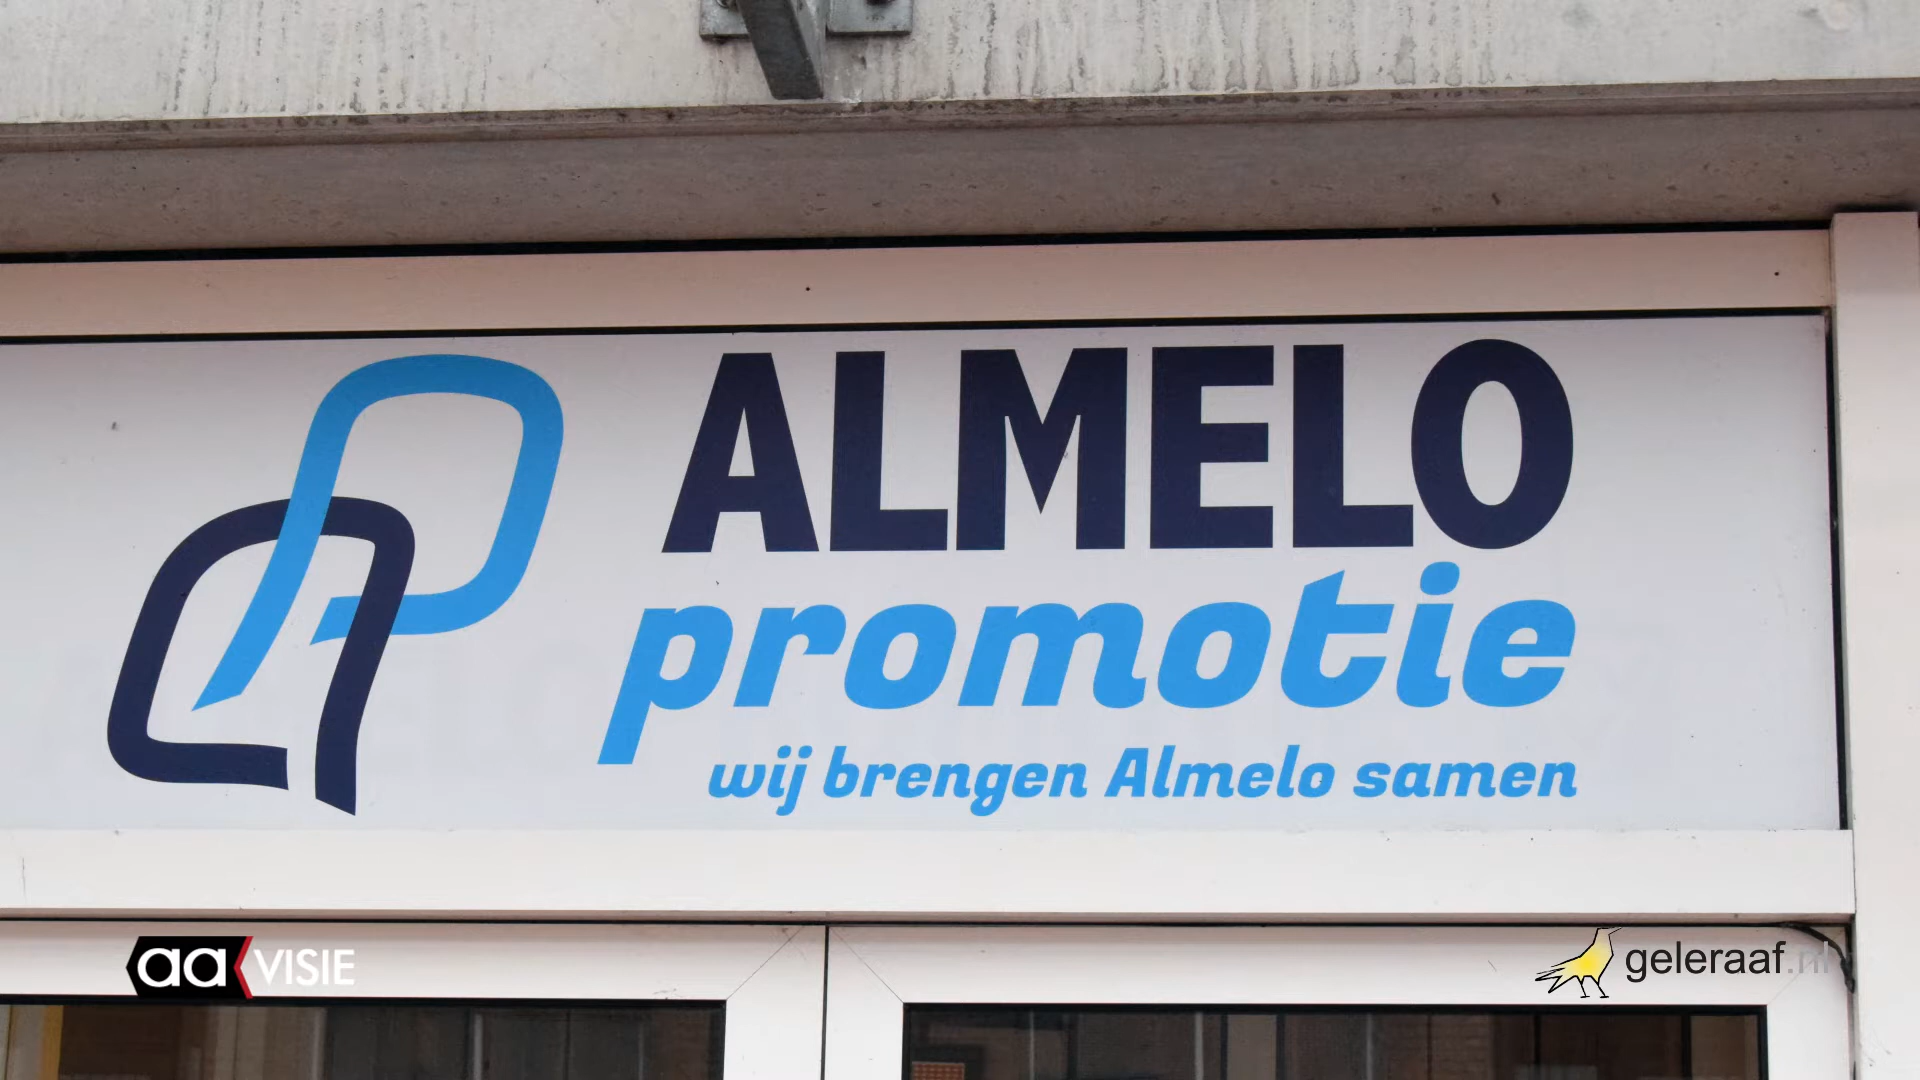 ALMELO
promotie
wij brengen Almelo samen
aa VISIE
geleraaf.nl